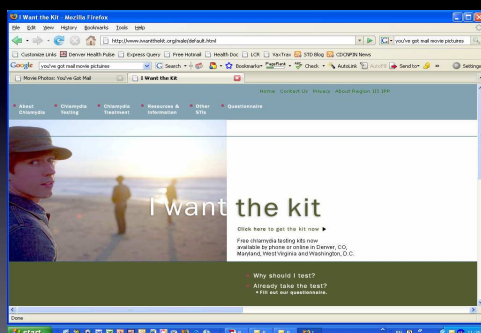 I Want the Kit - Mozilla Firefox
File Edit View History Bookmarks Tools Help
http://www.iwantthekit.org/male/default.html
you've got mail movie pictures
Customize Links Denver Health Pulse Express Query Free Hotmail Health Doc LCR VaxTrax STD Blog CDCNPIN News
Google you've got mail movie pictures Search Bookmarks PageRank Check AutoLink AutoFill Send to Settings
Movie Photos: You've Got Mail I Want the Kit
Home Contact Us Privacy About Region III IPP
About Chlamydia Chlamydia Testing Chlamydia Treatment Resources & Information Other STIs Questionnaire
I want the kit
Click here to get the kit now
Free chlamydia testing kits now
available by phone or online in Denver, CO,
Maryland, West Virginia and Washington, D.C.
Why should I test?
Already take the test?
Fill out our questionnaire.
Done
start